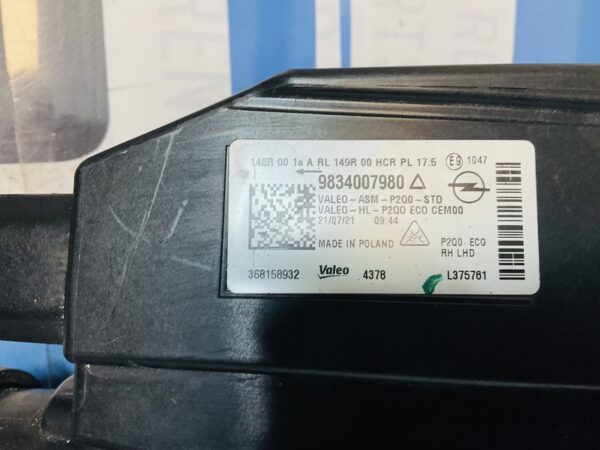 148R 00 1a A RL 149R 00 HCR PL 17.5 E9 1047
9834007980
VALEO-ASM-P2QO-STD
VALEO-HL-P2QO ECO CEM00
21/07/21 09:44
MADE IN POLAND
P2QO ECO
RH LHD
368158932 Valeo 4378 L375761